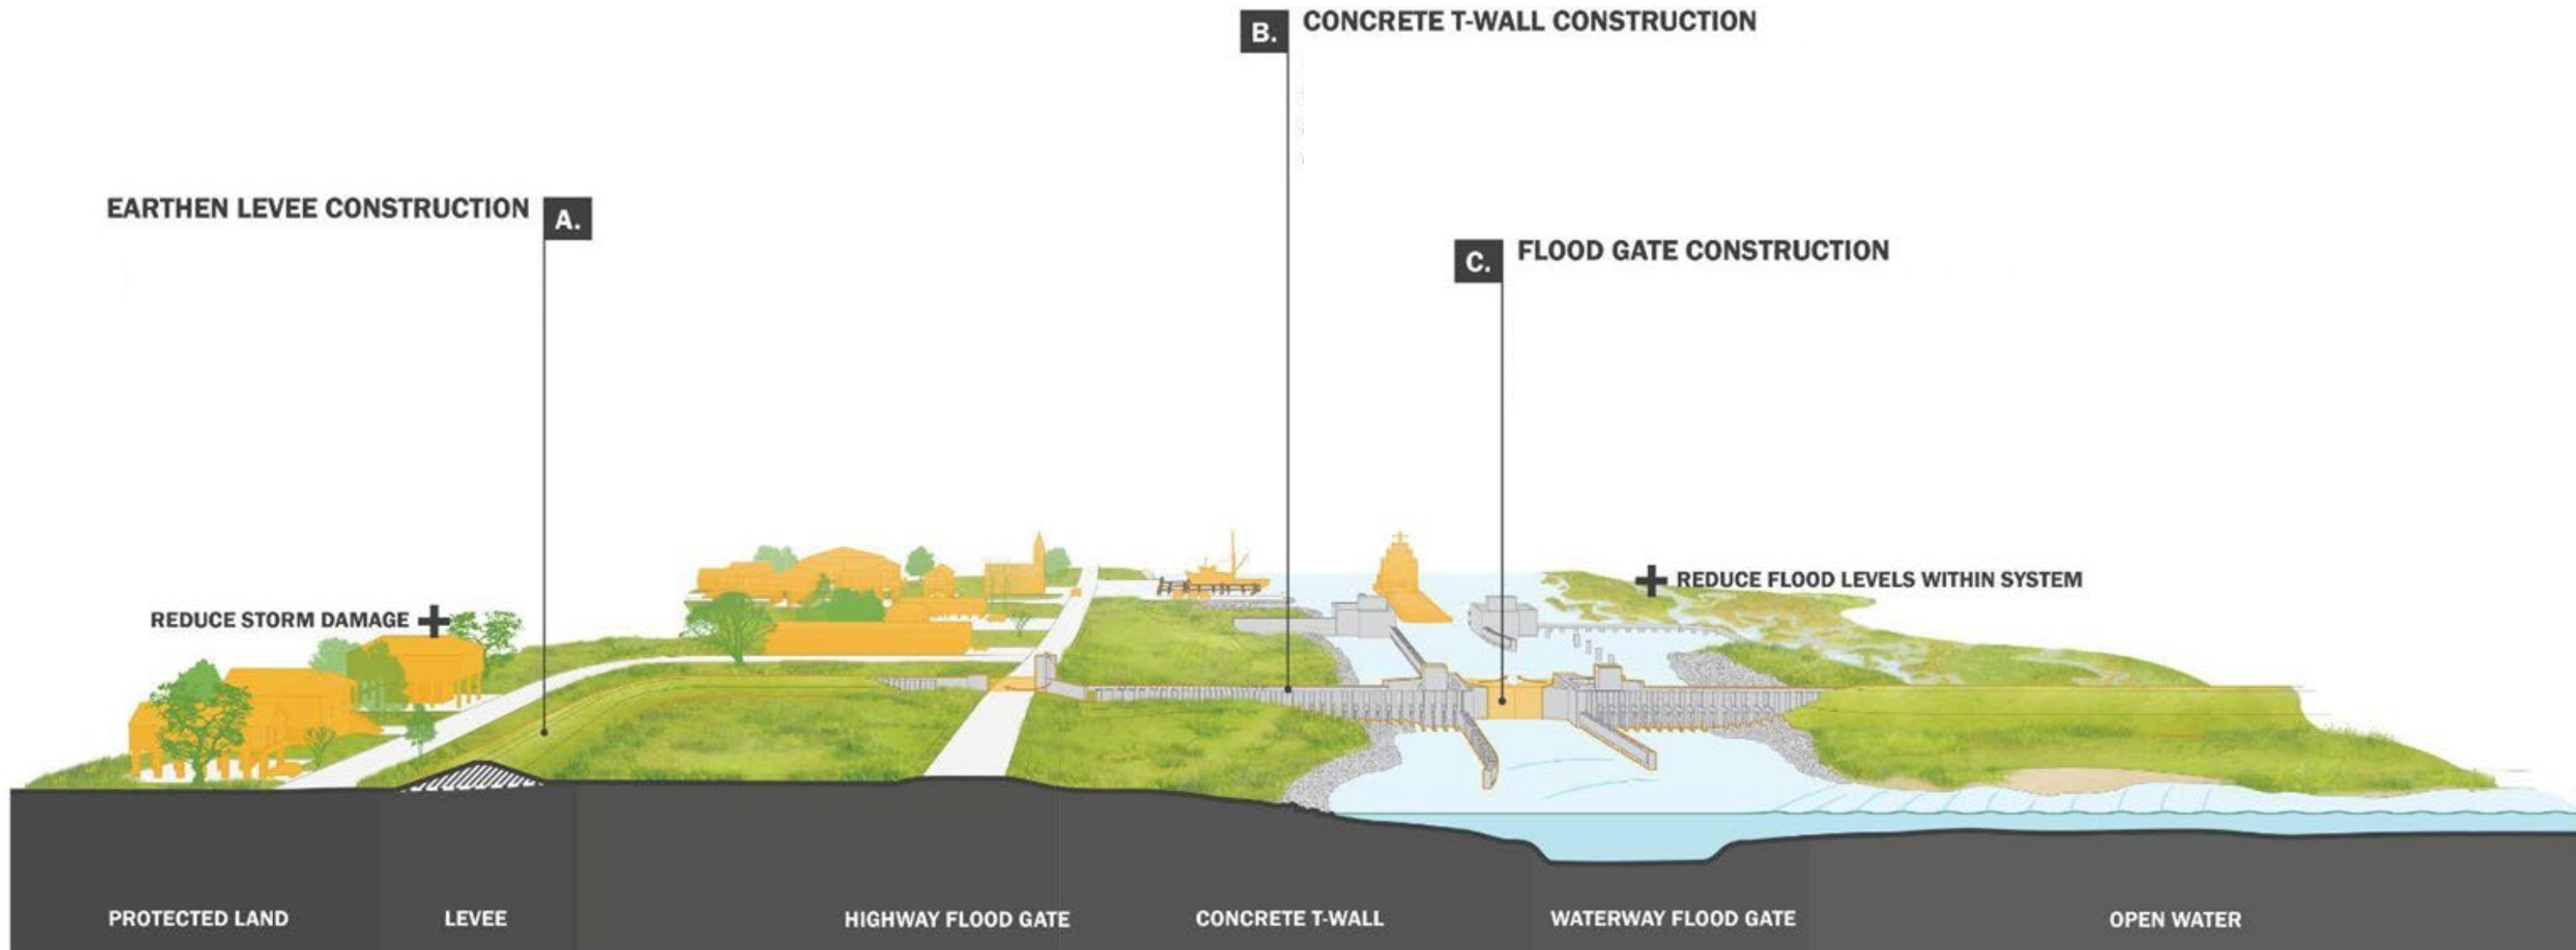 B.
CONCRETE T-WALL CONSTRUCTION
EARTHEN LEVEE CONSTRUCTION
A.
C.
FLOOD GATE CONSTRUCTION
REDUCE STORM DAMAGE
REDUCE FLOOD LEVELS WITHIN SYSTEM
PROTECTED LAND
LEVEE
HIGHWAY FLOOD GATE
CONCRETE T-WALL
WATERWAY FLOOD GATE
OPEN WATER